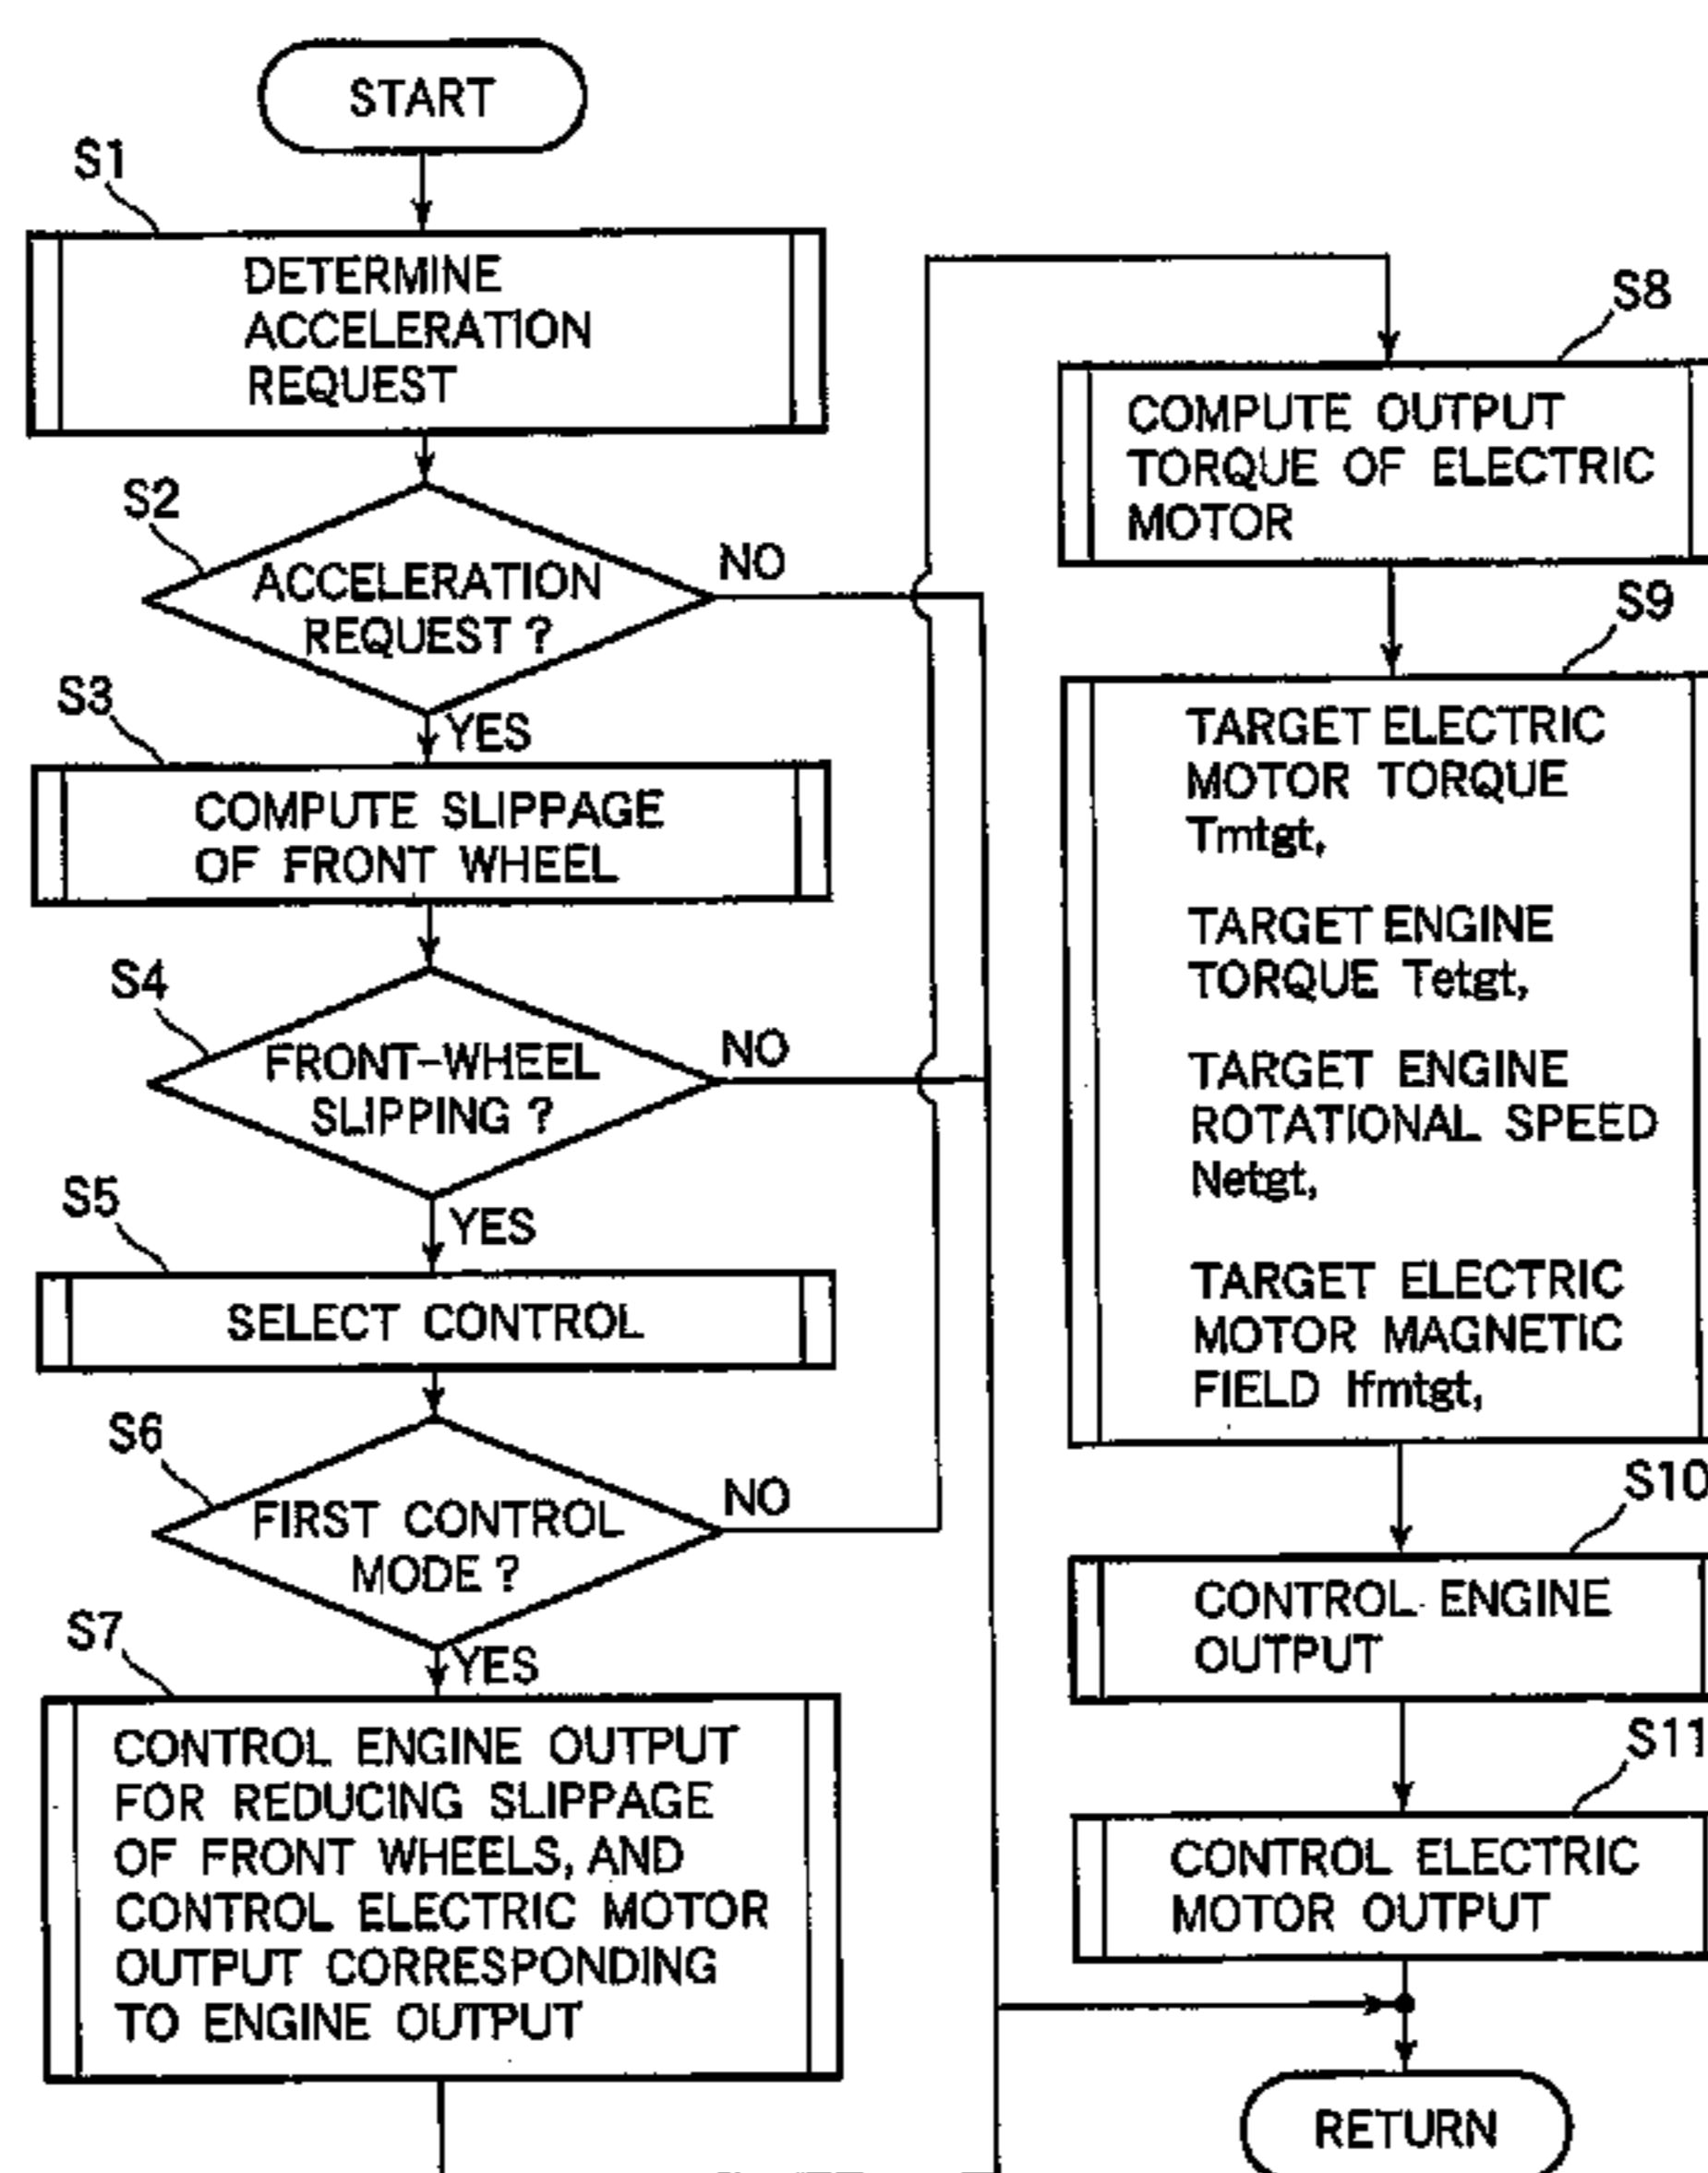 START
S1
DETERMINE
ACCELERATION
REQUEST
S2
ACCELERATION
REQUEST ?
NO
YES
S3
COMPUTE SLIPPAGE
OF FRONT WHEEL
S4
FRONT-WHEEL
SLIPPING ?
NO
YES
S5
SELECT CONTROL
S6
FIRST CONTROL
MODE ?
NO
YES
S7
CONTROL ENGINE OUTPUT
FOR REDUCING SLIPPAGE
OF FRONT WHEELS, AND
CONTROL ELECTRIC MOTOR
OUTPUT CORRESPONDING
TO ENGINE OUTPUT
S8
COMPUTE OUTPUT
TORQUE OF ELECTRIC
MOTOR
S9
TARGET ELECTRIC
MOTOR TORQUE
Tmtgt,
TARGET ENGINE
TORQUE Tetgt,
TARGET ENGINE
ROTATIONAL SPEED
Netgt,
TARGET ELECTRIC
MOTOR MAGNETIC
FIELD Ifmtgt,
S10
CONTROL ENGINE
OUTPUT
S11
CONTROL ELECTRIC
MOTOR OUTPUT
RETURN